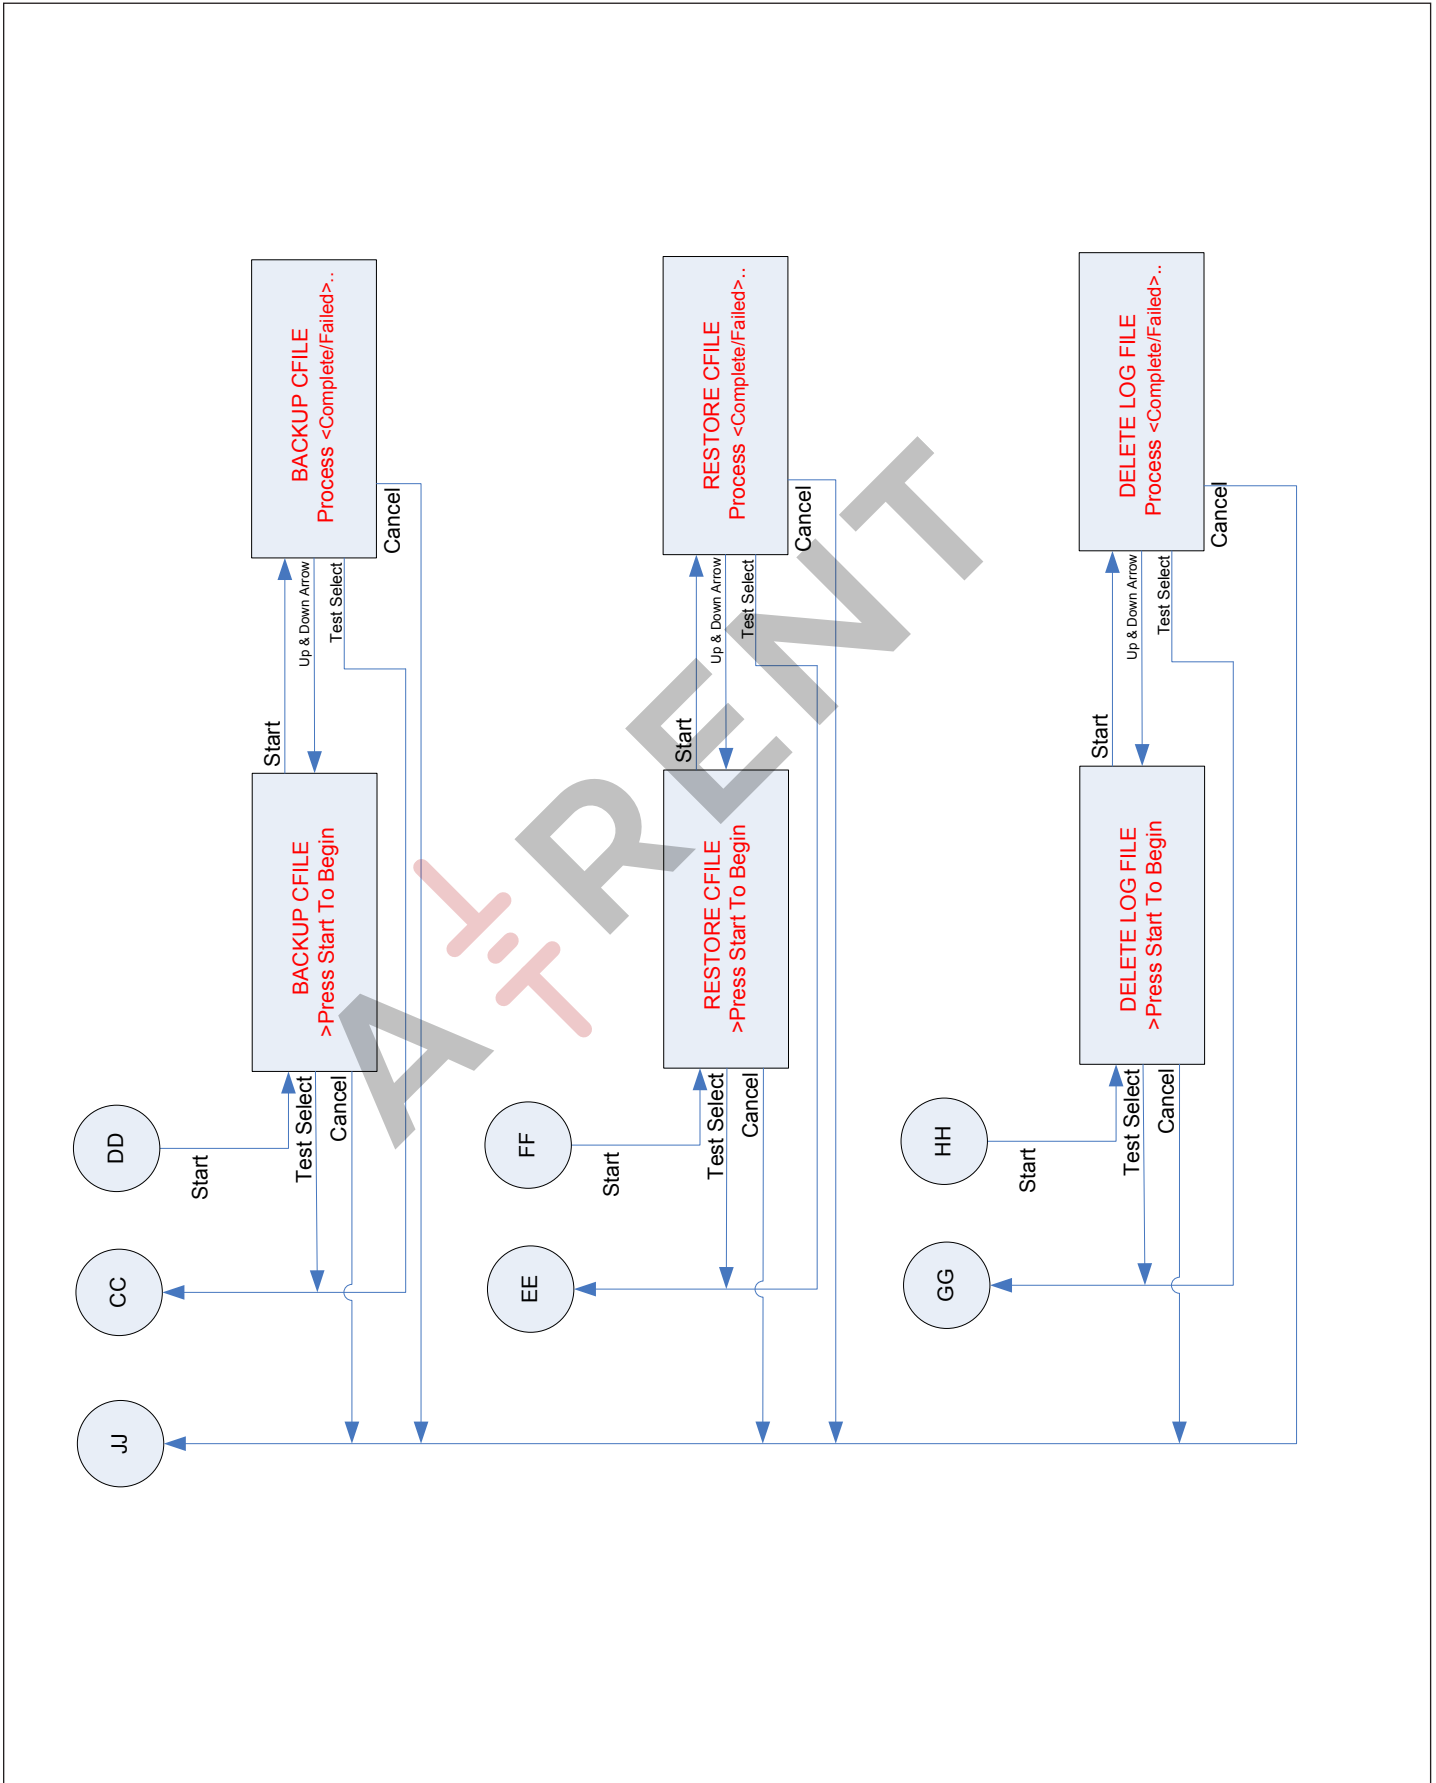 JJ
CC
DD
Start
BACKUP CFILE
>Press Start To Begin
Test Select
Cancel
Start
Up & Down Arrow
Test Select
BACKUP CFILE
Process <Complete/Failed>..
Cancel
EE
FF
Start
RESTORE CFILE
>Press Start To Begin
Test Select
Cancel
Start
Up & Down Arrow
Test Select
RESTORE CFILE
Process <Complete/Failed>..
Cancel
GG
HH
Start
DELETE LOG FILE
>Press Start To Begin
Test Select
Cancel
Start
Up & Down Arrow
Test Select
DELETE LOG FILE
Process <Complete/Failed>..
Cancel
A RENT